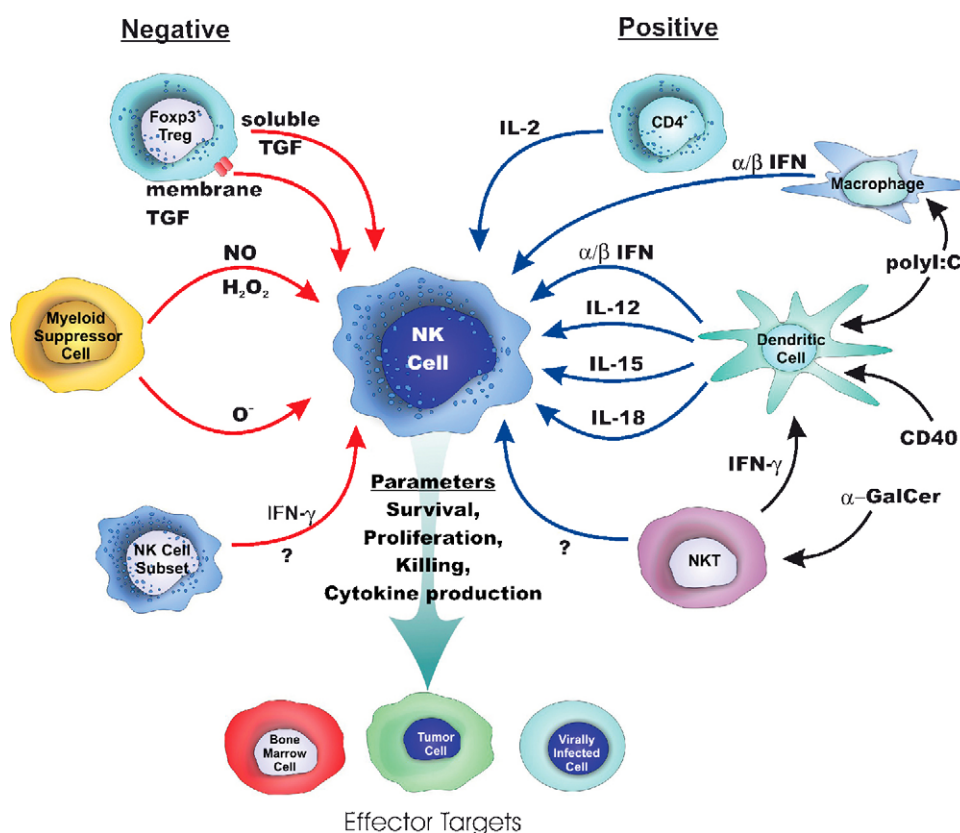 Negative
Positive
Foxp3⁺
Treg
soluble
TGF
membrane
TGF
IL-2
CD4⁺
α/β IFN
Macrophage
polyI:C
NO
H₂O₂
Myeloid
Suppressor
Cell
O⁻
NK
Cell
α/β IFN
IL-12
IL-15
IL-18
Dendritic
Cell
CD40
IFN-γ
α–GalCer
NK Cell
Subset
IFN-γ
?
Parameters
Survival,
Proliferation,
Killing,
Cytokine production
?
NKT
Bone
Marrow
Cell
Tumor
Cell
Virally
Infected
Cell
Effector Targets